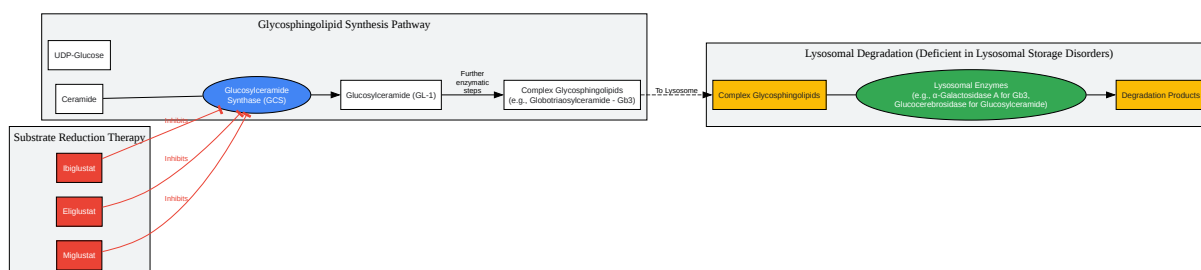 Glycosphingolipid Synthesis Pathway
UDP-Glucose
Ceramide
Glucosylceramide
Synthase (GCS)
Glucosylceramide (GL-1)
Further
enzymatic
steps
Complex Glycosphingolipids
(e.g., Globotriaosylceramide - Gb3)
To Lysosome
Lysosomal Degradation (Deficient in Lysosomal Storage Disorders)
Complex Glycosphingolipids
Lysosomal Enzymes
(e.g., α-Galactosidase A for Gb3,
Glucocerebrosidase for Glucosylceramide)
Degradation Products
Substrate Reduction Therapy
Ibiglustat
Eliglustat
Miglustat
Inhibits
Inhibits
Inhibits